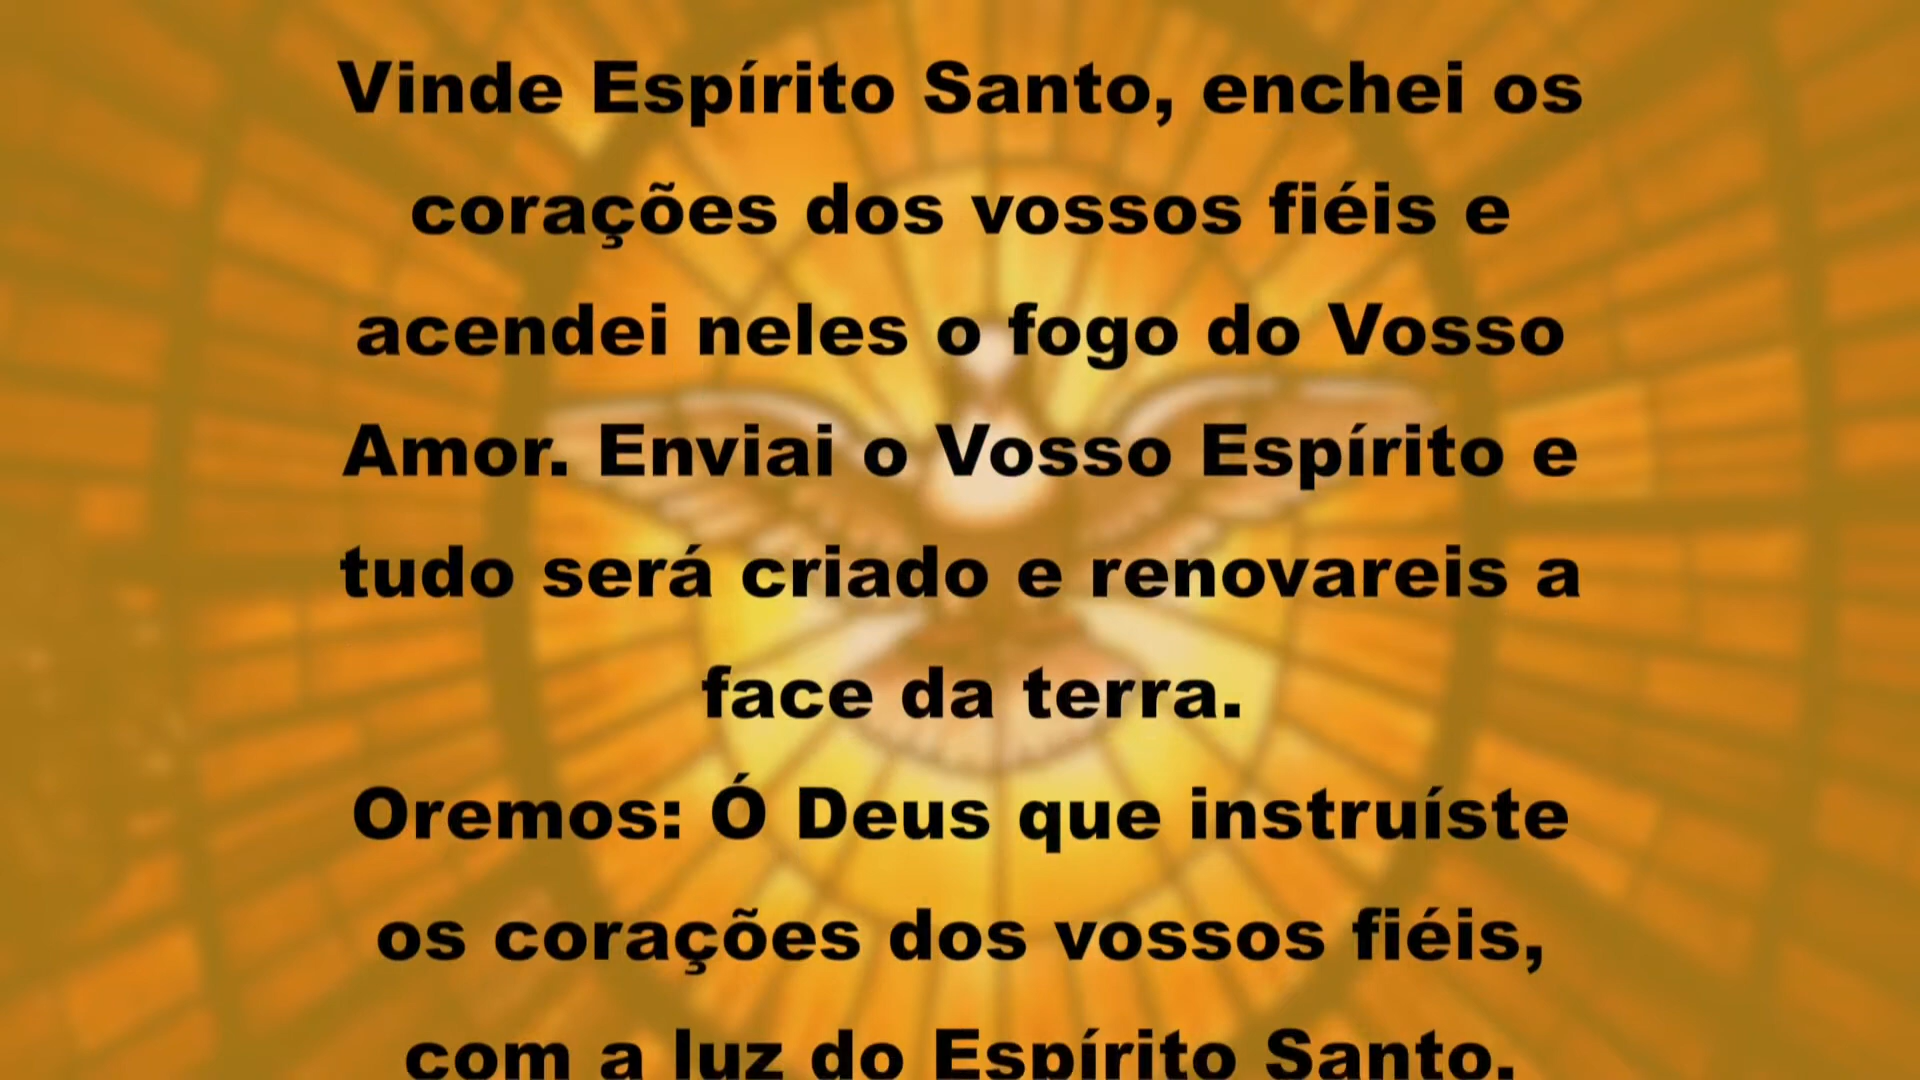 Vinde Espírito Santo, enchei os
corações dos vossos fiéis e
acendei neles o fogo do Vosso
Amor. Enviai o Vosso Espírito e
tudo será criado e renovareis a
face da terra.
Oremos: Ó Deus que instruíste
os corações dos vossos fiéis,
com a luz do Espírito Santo,